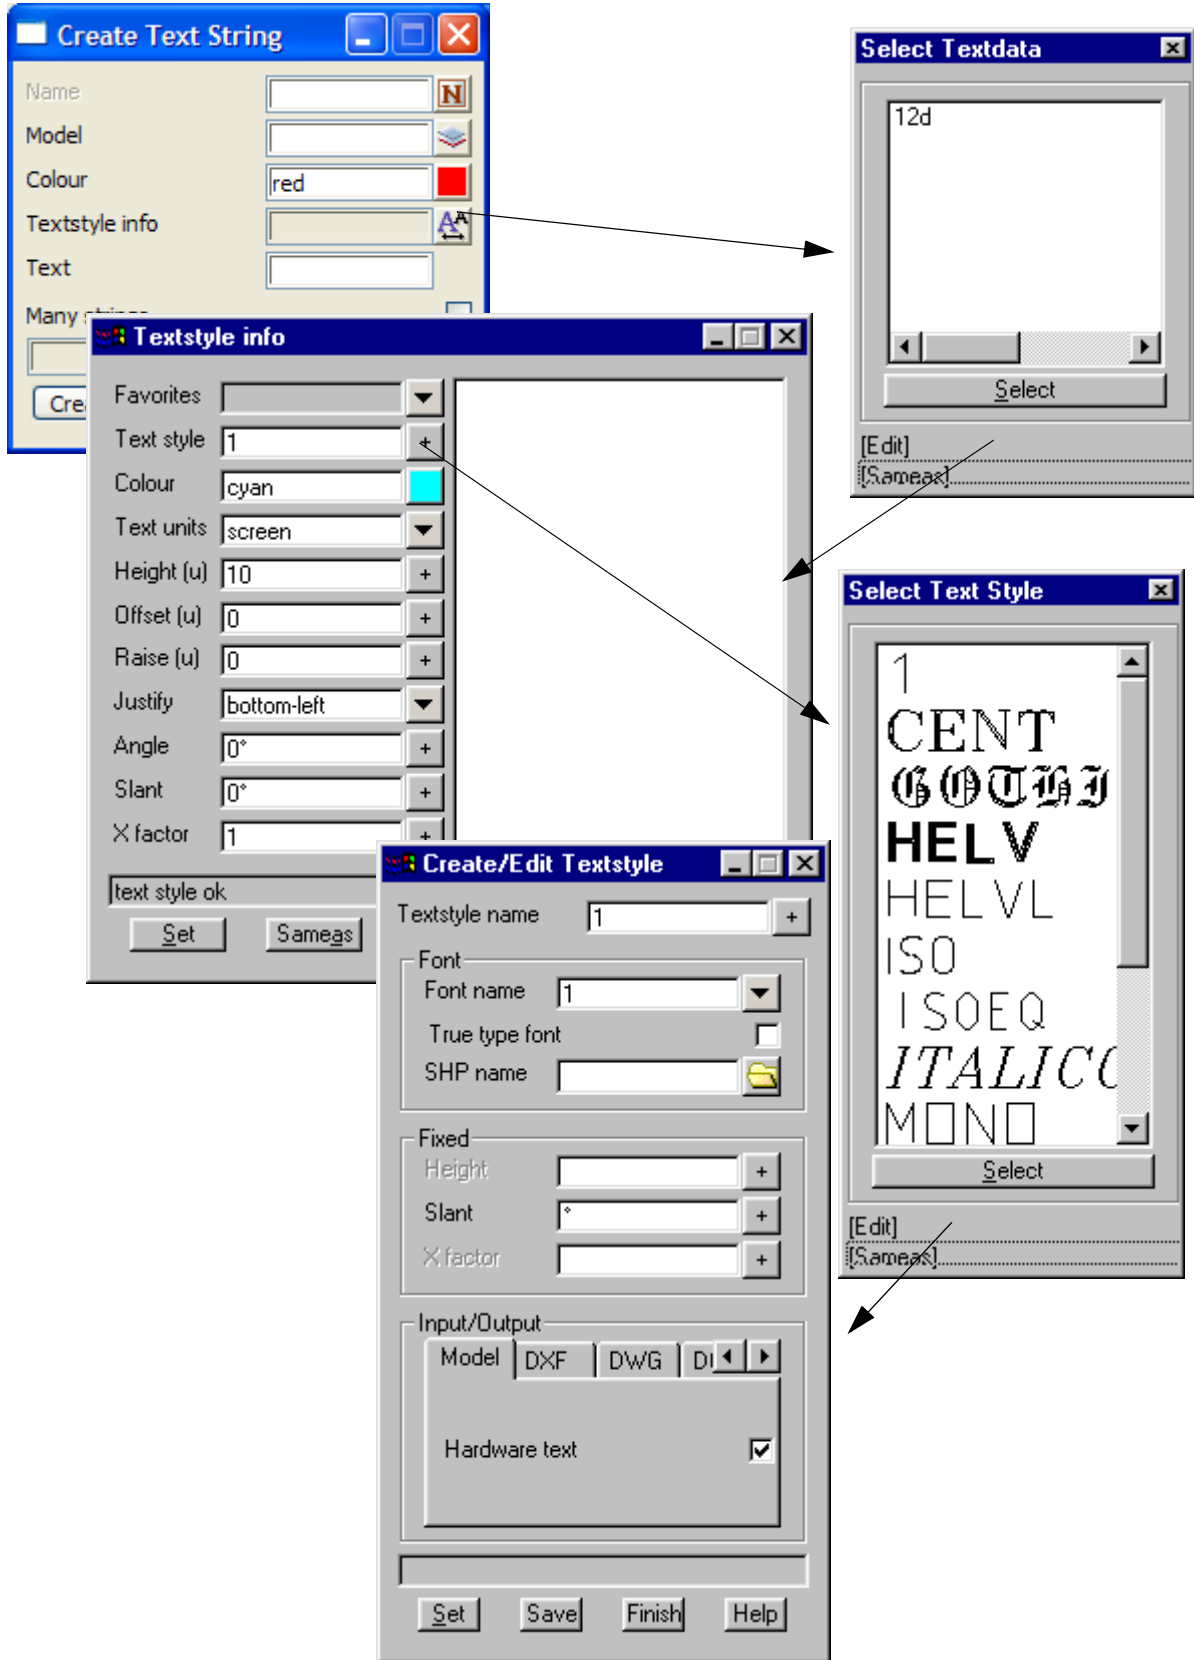 Create Text String
Name
Model
Colour red
Textstyle info
Text
Many strings
Select Textdata
12d
Select
[Edit]
[Sameas]
Textstyle info
Favorites
Text style 1
Colour cyan
Text units screen
Height (u) 10
Offset (u) 0
Raise (u) 0
Justify bottom-left
Angle 0°
Slant 0°
X factor 1
text style ok
Set Sameas
Select Text Style
1
CENT
GOTHI
HELV
HELVL
ISO
ISOEQ
ITALICC
MONO
Select
[Edit]
[Sameas]
Create/Edit Textstyle
Textstyle name 1
Font
Font name 1
True type font
SHP name
Fixed
Height
Slant °
X factor
Input/Output
Model DXF DWG
Hardware text
Set Save Finish Help